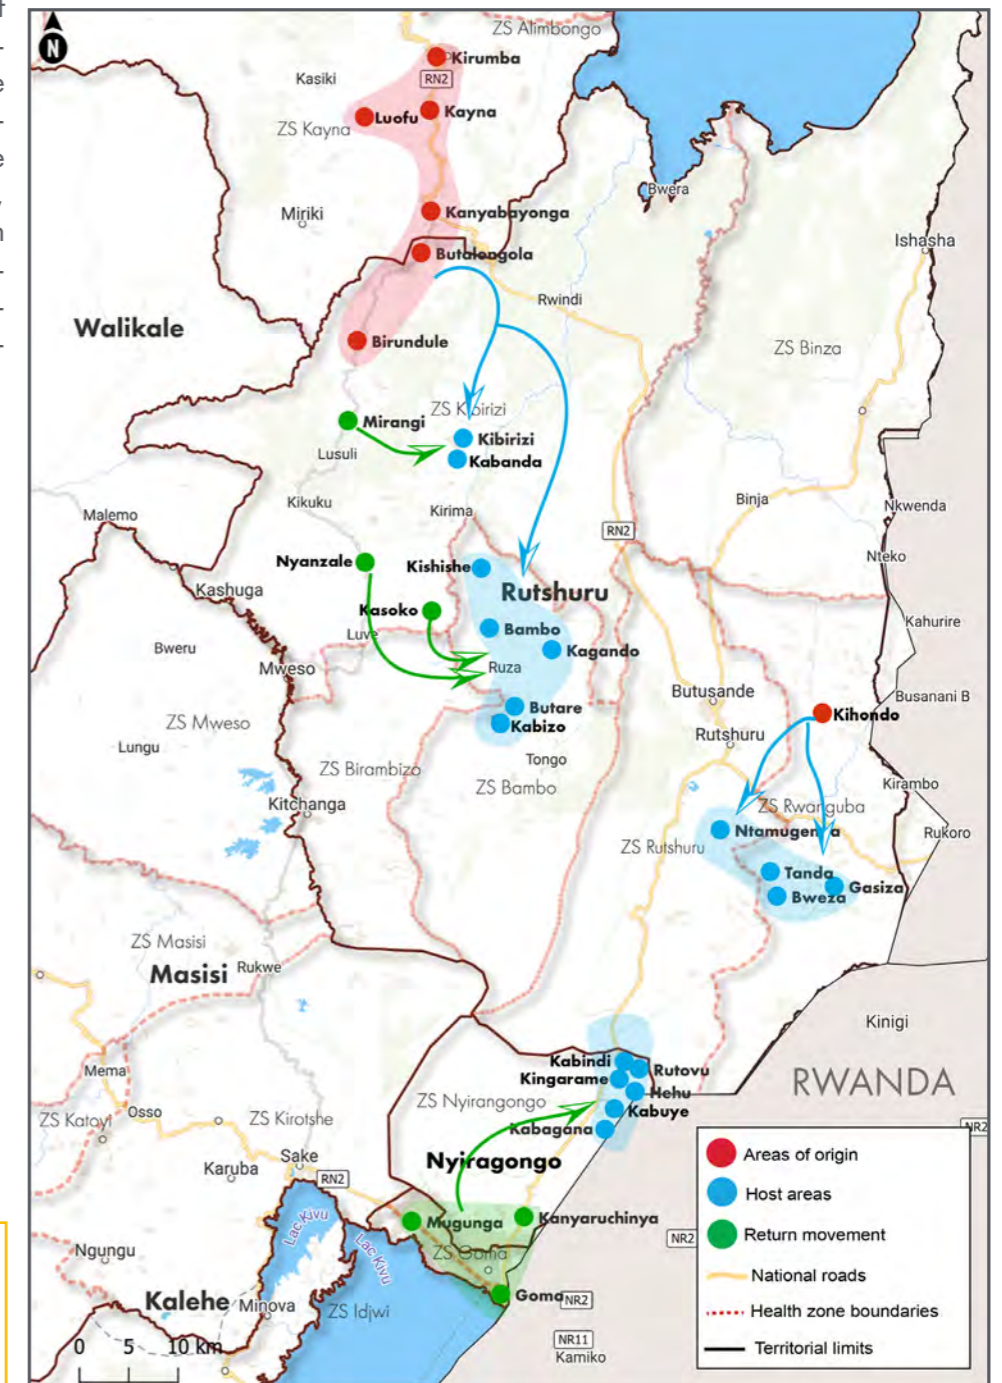 N
ZS Alimbongo
Kirumba
RN2
Kasiki
Kayna
Luofu
ZS Kayna
Bwera
Miriki
Kanyabayonga
Ishasha
Butalongola
Rwindi
Walikale
Birundule
ZS Binza
ZS Kibirizi
Mirangi
Kibirizi
Lusuli
Kabanda
Kikuku
Kirima
Binja
Nkwenda
Malemo
RN2
Nyanzale
Kishishe
Nteko
Kashuga
Rutshuru
Kasoko
Bambo
Kahurire
Luve
Bweru
Kagando
Mweso
Ruza
Butusande
Busanani B
Butare
Kihondo
ZS Mweso
Kabizo
Rutshuru
Lungu
Tongo
ZS Birambizo
ZS Bambo
Kirambo
Kitchanga
ZS Rwanguba
Ntamugenga
Rukoro
ZS Rutshuru
Tanda
Gasiza
Bweza
ZS Masisi
Masisi
Rukwe
Kinigi
Kabindi
Rutovu
Mema
Kingarame
RWANDA
Hehu
ZS Nyirangongo
Kabuye
Osso
ZS Katoyi
ZS Kirotshe
Kabagana
NR2
Sake
Karuba
Nyiragongo
RN2
Areas of origin
Host areas
Return movement
National roads
Health zone boundaries
Territorial limits
Lac Kivu
Mugunga
Kanyaruchinya
NR2
Ngungu
Lac Kivu
ZS Goma
Kalehe
Minova
ZS Idjwi
Goma
NR2
NR11
Kamiko
0 5 10 km